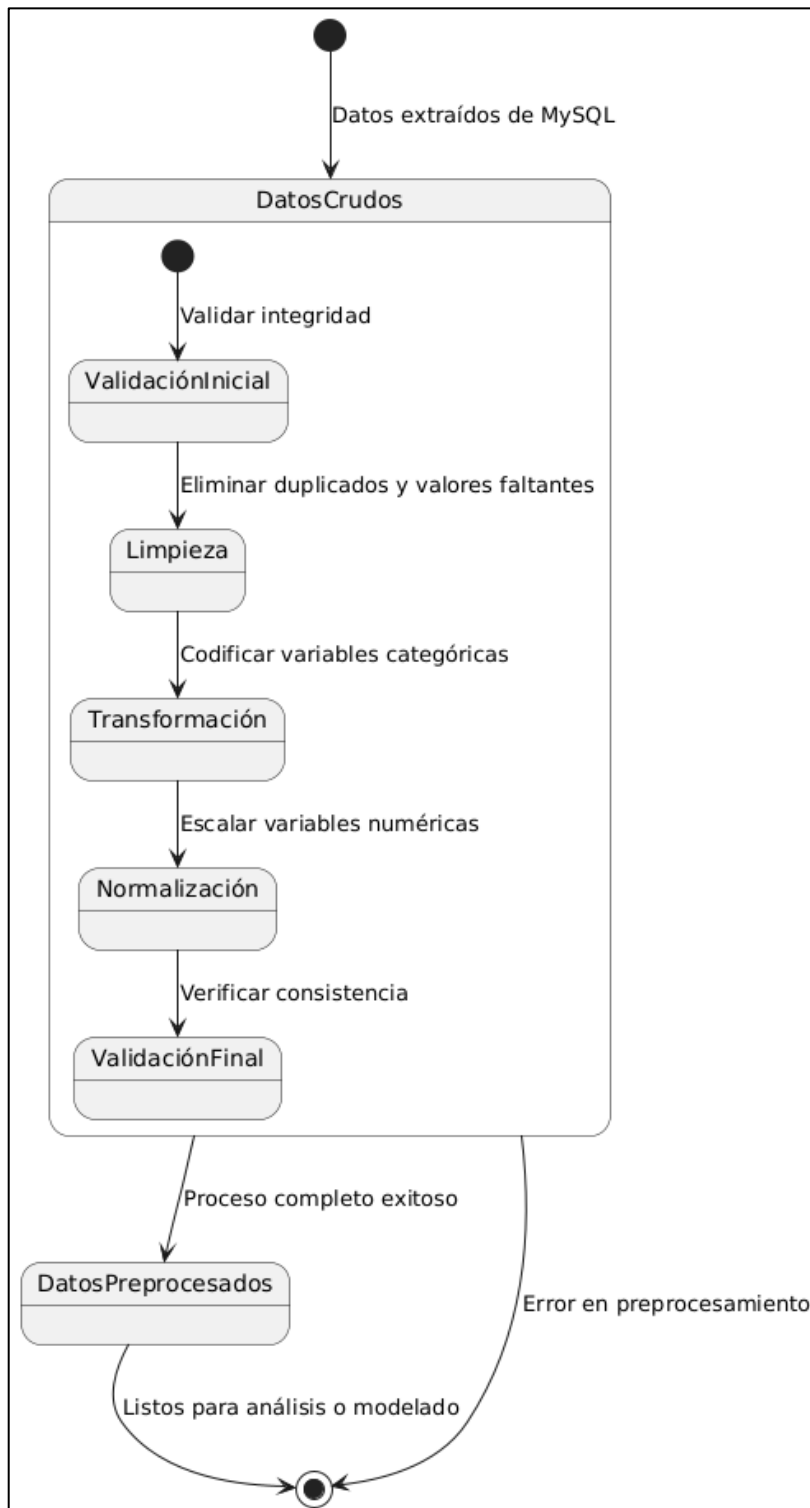 Datos extraídos de MySQL
DatosCrudos
Validar integridad
ValidaciónInicial
Eliminar duplicados y valores faltantes
Limpieza
Codificar variables categóricas
Transformación
Escalar variables numéricas
Normalización
Verificar consistencia
ValidaciónFinal
Proceso completo exitoso
DatosPreprocesados
Error en preprocesamiento
Listos para análisis o modelado